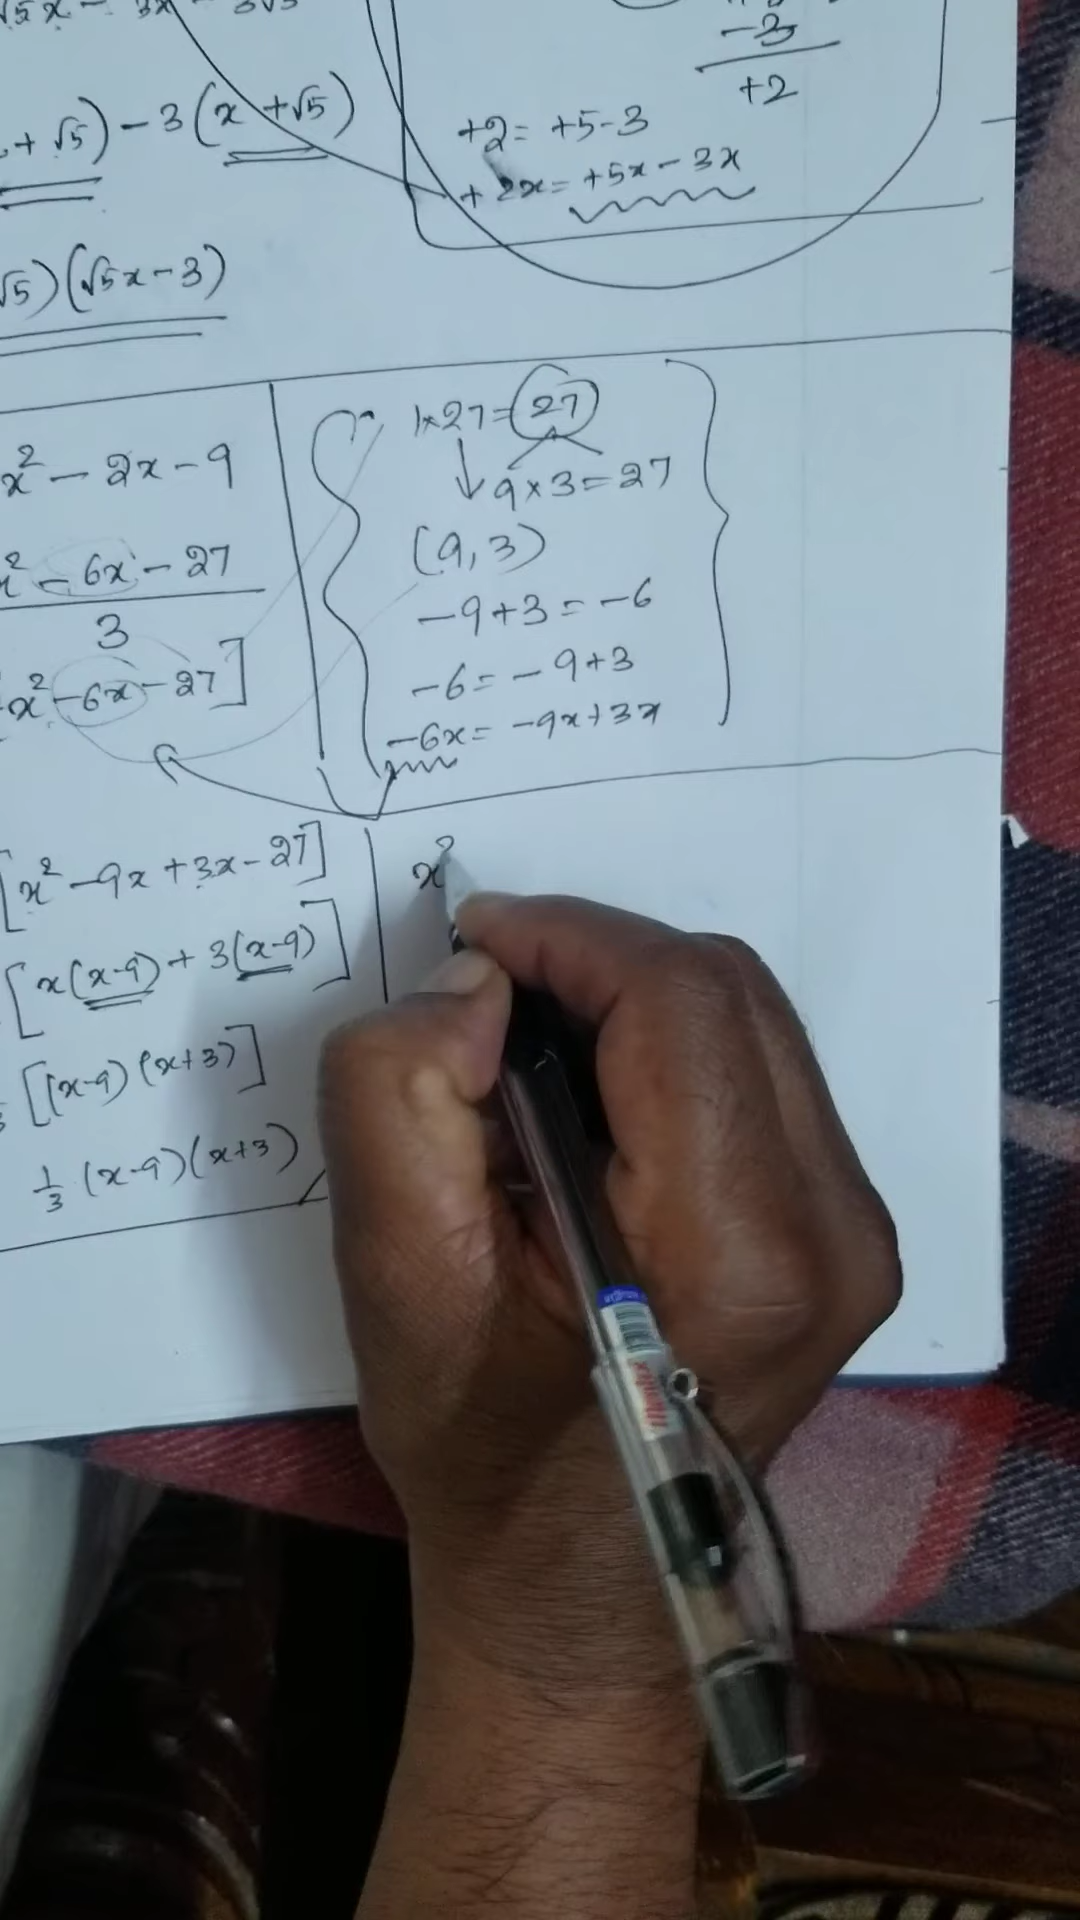 +√5) - 3(x+√5)
√5)(√5x-3)
-3
+2
+2 = +5-3
+2x = +5x-3x
x² - 2x - 9
x² - 6x - 27
3
x² - 6x - 27]
1×27 = 27
9×3 = 27
(9,3)
-9+3 = -6
-6 = -9+3
-6x = -9x+3x
[x² - 9x + 3x - 27]
[x(x-9) + 3(x-9)]
[(x-9)(x+3)]
1/3 (x-9)(x+3)
x²